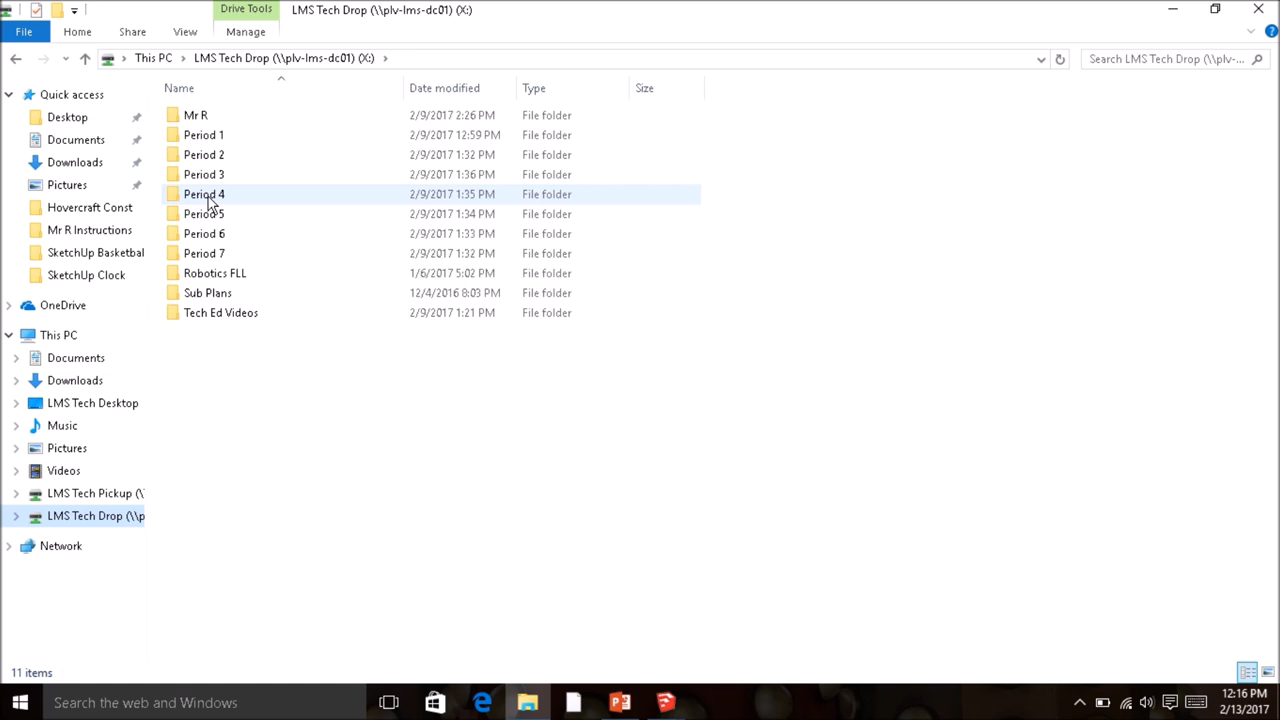 Drive Tools LMS Tech Drop (\\plv-lms-dc01) (X:)
File Home Share View Manage
This PC LMS Tech Drop (\\plv-lms-dc01) (X:) Search LMS Tech Drop (\\plv-...
Name Date modified Type Size
Quick access
Desktop
Documents
Downloads
Pictures
Hovercraft Const
Mr R Instructions
SketchUp Basketbal
SketchUp Clock
OneDrive
This PC
Documents
Downloads
LMS Tech Desktop
Music
Pictures
Videos
LMS Tech Pickup (\
LMS Tech Drop (\\p
Network
Mr R 2/9/2017 2:26 PM File folder
Period 1 2/9/2017 12:59 PM File folder
Period 2 2/9/2017 1:32 PM File folder
Period 3 2/9/2017 1:36 PM File folder
Period 4 2/9/2017 1:35 PM File folder
Period 5 2/9/2017 1:34 PM File folder
Period 6 2/9/2017 1:33 PM File folder
Period 7 2/9/2017 1:32 PM File folder
Robotics FLL 1/6/2017 5:02 PM File folder
Sub Plans 12/4/2016 8:03 PM File folder
Tech Ed Videos 2/9/2017 1:21 PM File folder
11 items
Search the web and Windows
12:16 PM
2/13/2017